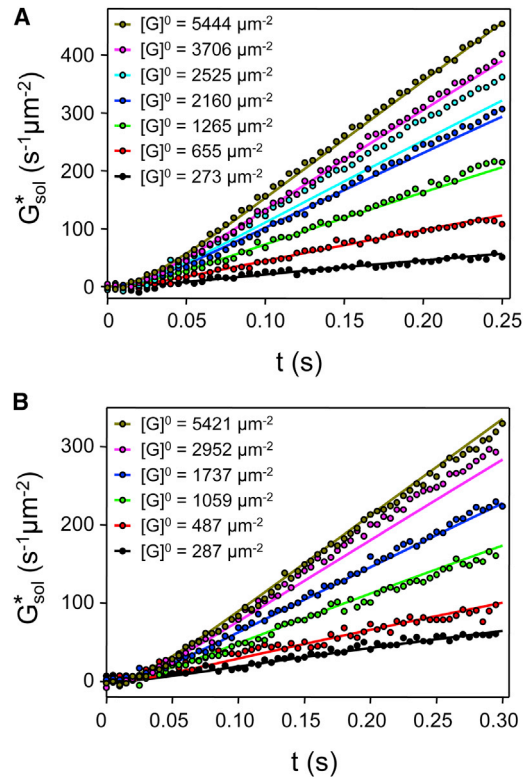 A
[G]⁰ = 5444 µm⁻²
[G]⁰ = 3706 µm⁻²
[G]⁰ = 2525 µm⁻²
[G]⁰ = 2160 µm⁻²
[G]⁰ = 1265 µm⁻²
[G]⁰ = 655 µm⁻²
[G]⁰ = 273 µm⁻²
G*sol (s⁻¹µm⁻²)
400
300
200
100
0
0 0.05 0.10 0.15 0.20 0.25
t (s)
B
[G]⁰ = 5421 µm⁻²
[G]⁰ = 2952 µm⁻²
[G]⁰ = 1737 µm⁻²
[G]⁰ = 1059 µm⁻²
[G]⁰ = 487 µm⁻²
[G]⁰ = 287 µm⁻²
G*sol (s⁻¹µm⁻²)
300
200
100
0
0 0.05 0.10 0.15 0.20 0.25 0.30
t (s)